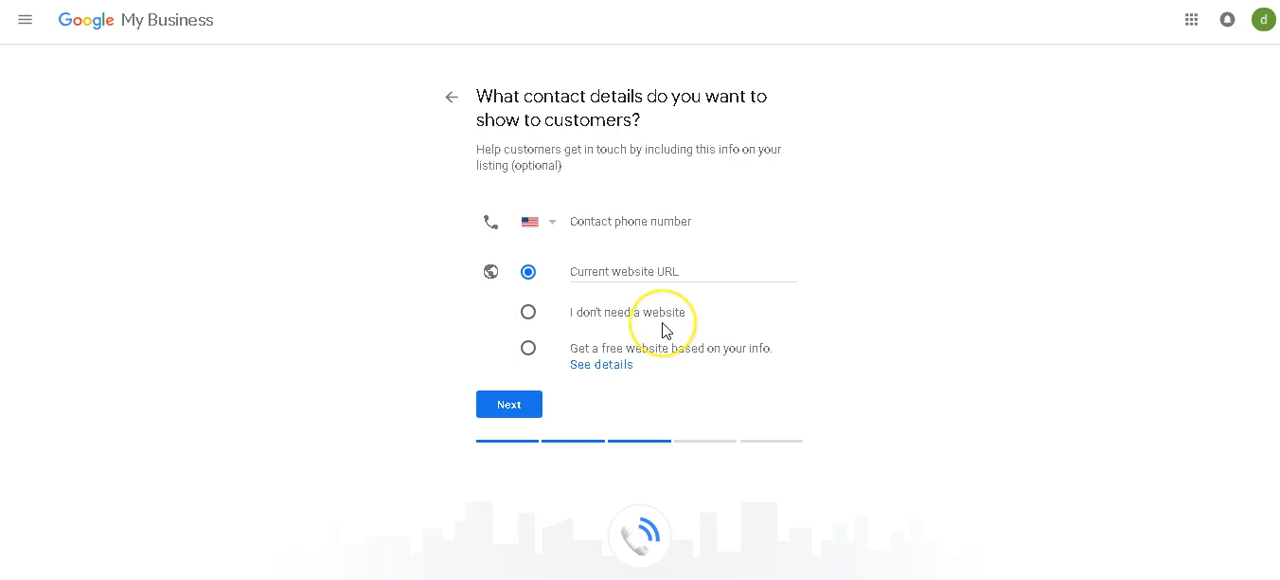 Google My Business
d
What contact details do you want to
show to customers?
Help customers get in touch by including this info on your
listing (optional)
Contact phone number
Current website URL
I don't need a website
Get a free website based on your info.
See details
Next